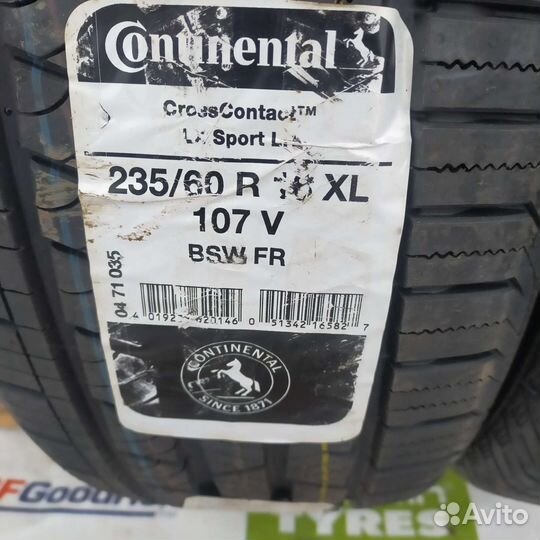 Continental
CrossContact™
Sport
235/60 R XL
107 V
BSW FR
04 71 035
0 51342 16582 7
CONTINENTAL
SINCE 1871
FGoodri
TYRES
Avito